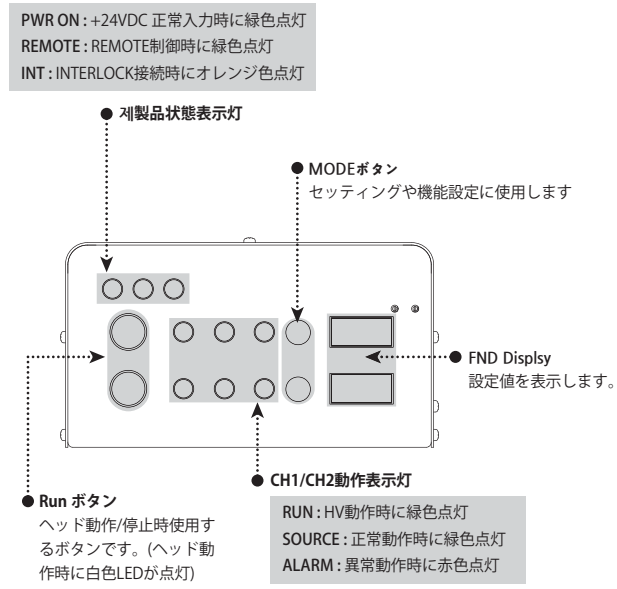 PWR ON : +24VDC 正常入力時に緑色点灯
REMOTE : REMOTE制御時に緑色点灯
INT : INTERLOCK接続時にオレンジ色点灯
제製品状態表示灯
MODEボタン
セッティングや機能設定に使用します
FND Displsy
設定値を表示します。
CH1/CH2動作表示灯
RUN : HV動作時に緑色点灯
SOURCE : 正常動作時に緑色点灯
ALARM : 異常動作時に赤色点灯
Run ボタン
ヘッド動作/停止時使用す
るボタンです。(ヘッド動
作時に白色LEDが点灯)